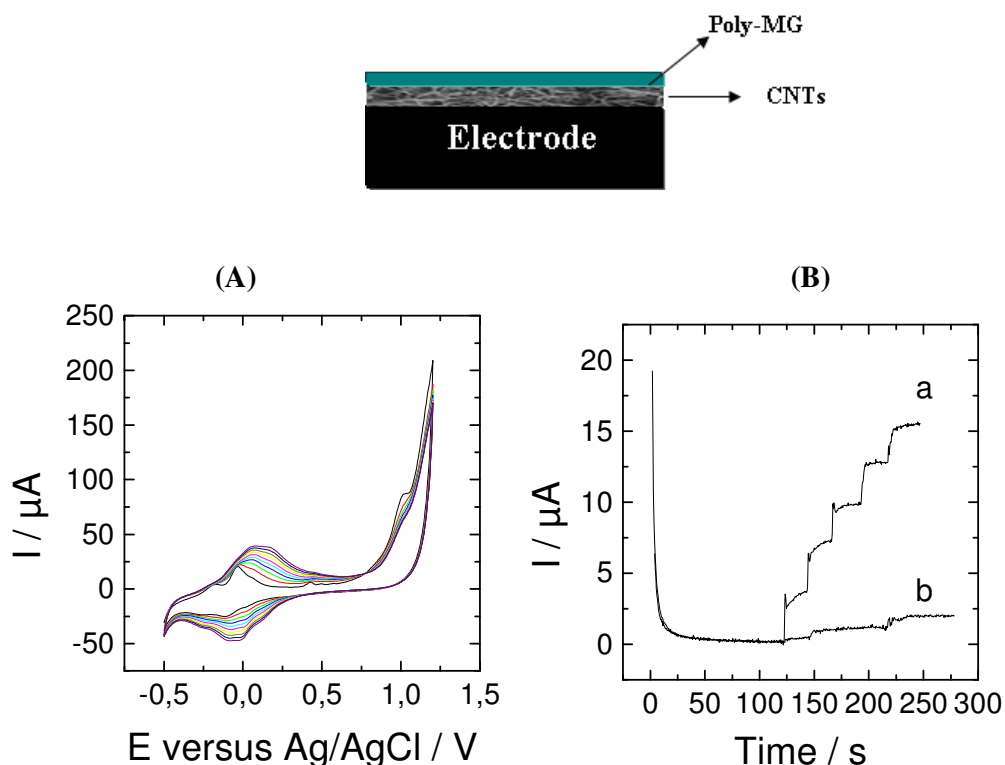 Poly-MG
CNTs
Electrode
(A)
250
200
150
100
50
0
-50
I / µA
-0,5 0,0 0,5 1,0 1,5
E versus Ag/AgCl / V
(B)
20
15
10
5
0
I / µA
a
b
0 50 100 150 200 250 300
Time / s